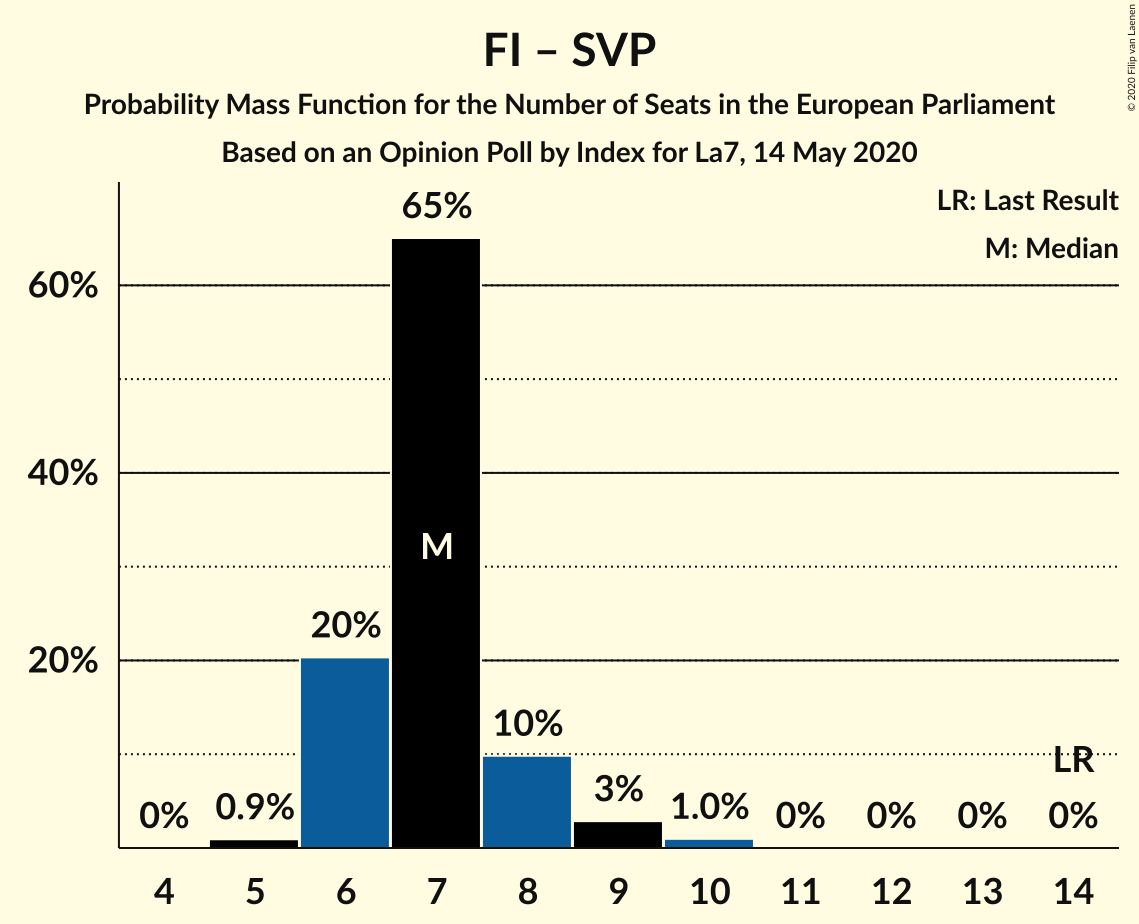 FI – SVP
Probability Mass Function for the Number of Seats in the European Parliament
Based on an Opinion Poll by Index for La7, 14 May 2020
© 2020 Filip van Laenen
LR: Last Result
M: Median
65%
60%
40%
M
20%
20%
10%
LR
0%
0.9%
3%
1.0%
0%
0%
0%
0%
4 5 6 7 8 9 10 11 12 13 14